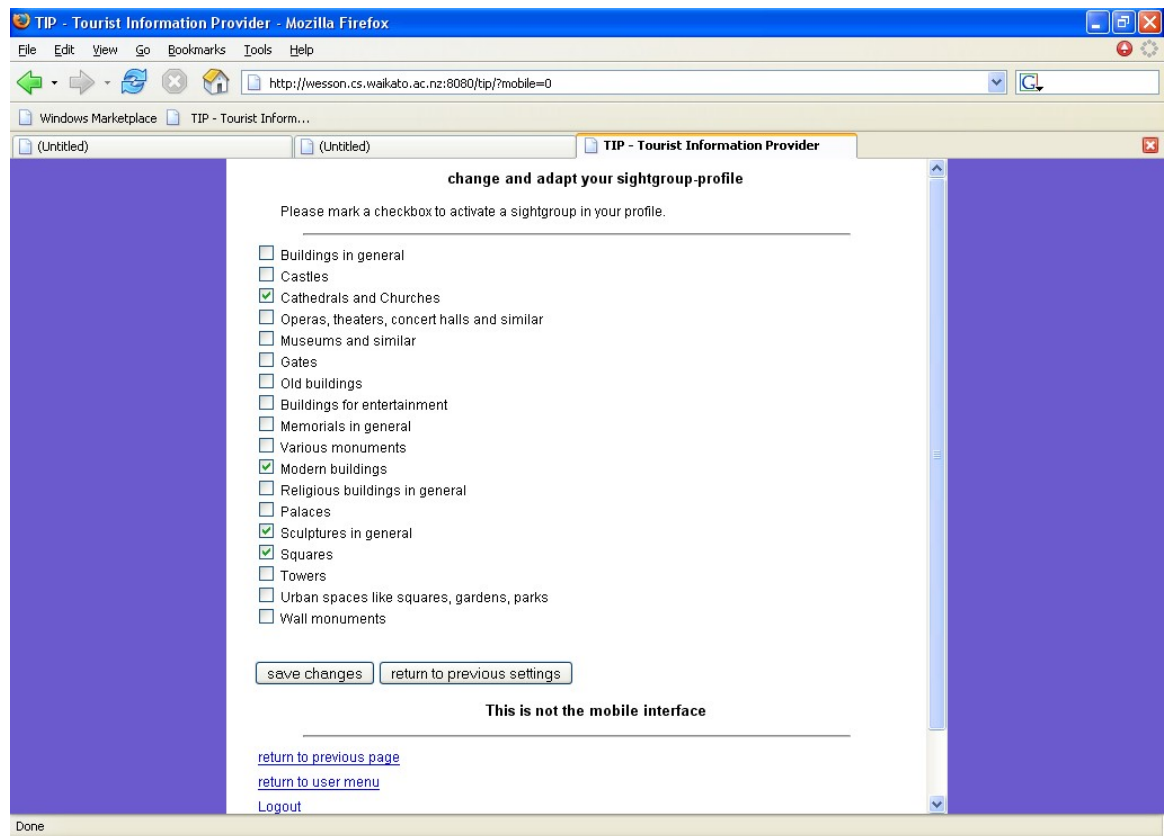 TIP - Tourist Information Provider - Mozilla Firefox
File Edit View Go Bookmarks Tools Help
http://wesson.cs.waikato.ac.nz:8080/tip/?mobile=0
G
Windows Marketplace TIP - Tourist Inform...
(Untitled) (Untitled) TIP - Tourist Information Provider
change and adapt your sightgroup-profile
Please mark a checkbox to activate a sightgroup in your profile.
Buildings in general
Castles
Cathedrals and Churches
Operas, theaters, concert halls and similar
Museums and similar
Gates
Old buildings
Buildings for entertainment
Memorials in general
Various monuments
Modern buildings
Religious buildings in general
Palaces
Sculptures in general
Squares
Towers
Urban spaces like squares, gardens, parks
Wall monuments
save changes return to previous settings
This is not the mobile interface
return to previous page
return to user menu
Logout
Done